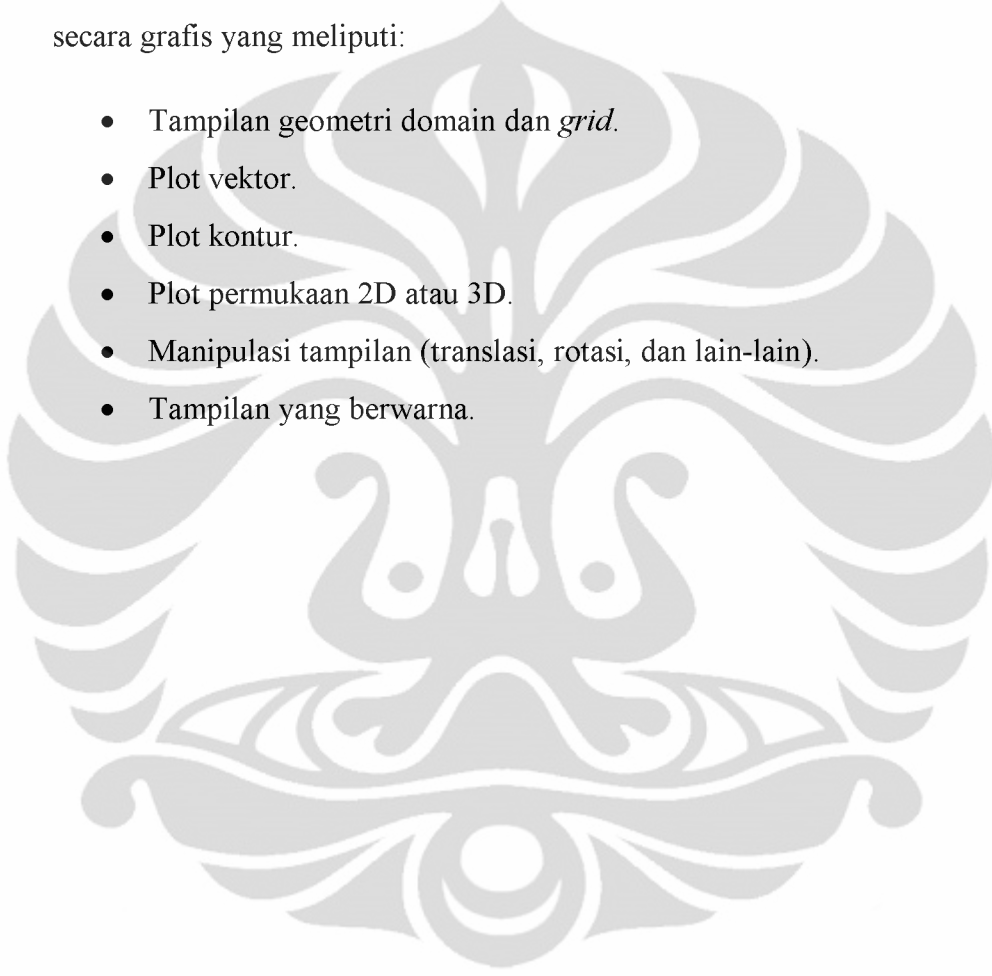 secara grafis yang meliputi:
• Tampilan geometri domain dan grid.
• Plot vektor.
• Plot kontur.
• Plot permukaan 2D atau 3D.
• Manipulasi tampilan (translasi, rotasi, dan lain-lain).
• Tampilan yang berwarna.